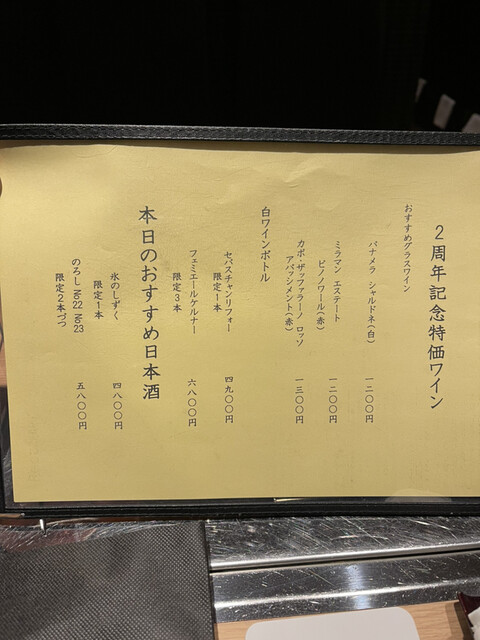 ２周年記念特価ワイン
おすすめグラスワイン
パナメラ シャルドネ(白) 一二〇〇円
ミラマン エステート
ピノノワール(赤) 一二〇〇円
カボ・ザッファラーノ ロッソ
アパッシメント(赤) 一三〇〇円
白ワインボトル
セバスチャンリフォー
限定１本 四九〇〇円
フェミエールケルナー
限定３本 六八〇〇円
本日のおすすめ日本酒
氷のしずく
限定１本 四八〇〇円
のろし №22 №23
限定２本づつ 五八〇〇円